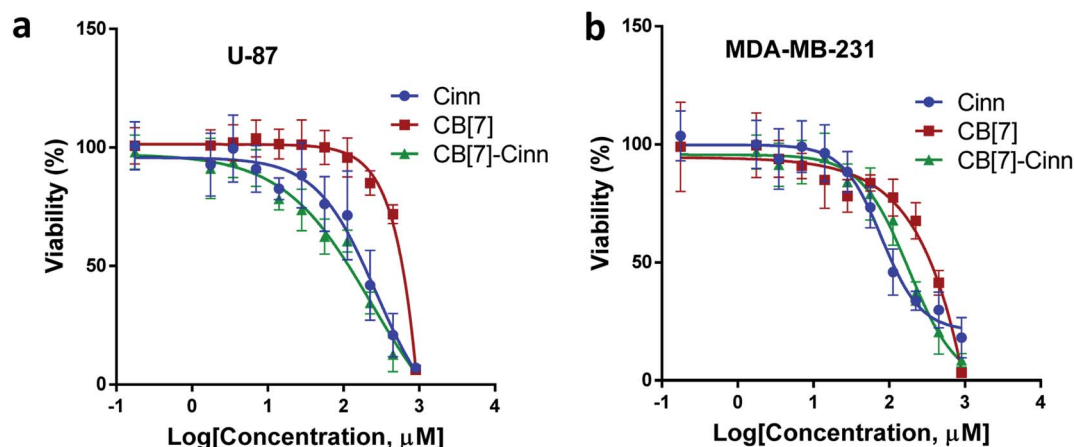 a
U-87
Cinn
CB[7]
CB[7]-Cinn
Viability (%)
150
100
50
0
-1 0 1 2 3 4
Log[Concentration, μM]
b
MDA-MB-231
Cinn
CB[7]
CB[7]-Cinn
Viability (%)
150
100
50
0
-1 0 1 2 3 4
Log[Concentration, μM]